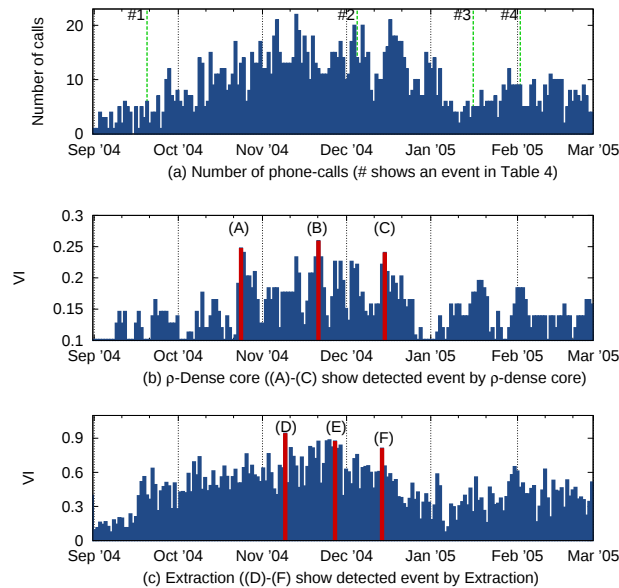 #1 #2 #3 #4
20
10
0
Number of calls
Sep '04 Oct '04 Nov '04 Dec '04 Jan '05 Feb '05 Mar '05
(a) Number of phone-calls (# shows an event in Table 4)
0.3
0.25
0.2
0.15
0.1
VI
(A) (B) (C)
Sep '04 Oct '04 Nov '04 Dec '04 Jan '05 Feb '05 Mar '05
(b) ρ-Dense core ((A)-(C) show detected event by ρ-dense core)
0.9
0.6
0.3
0
VI
(D) (E) (F)
Sep '04 Oct '04 Nov '04 Dec '04 Jan '05 Feb '05 Mar '05
(c) Extraction ((D)-(F) show detected event by Extraction)